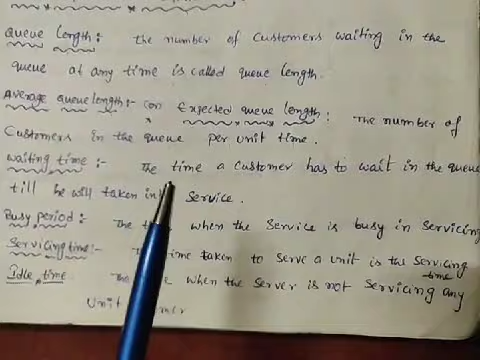 Queue Length: the number of customers waiting in the
queue at any time is called queue length.
Average queue length:- (or) Expected queue length: The number of
Customers in the queue per unit time.
waiting time:- The time a customer has to wait in the queue
till he will taken in service.
Busy period:- The when the service is busy in servicing
Servicing time:- time taken to serve a unit is the servicing
time
Idle time when the server is not servicing any
Unit